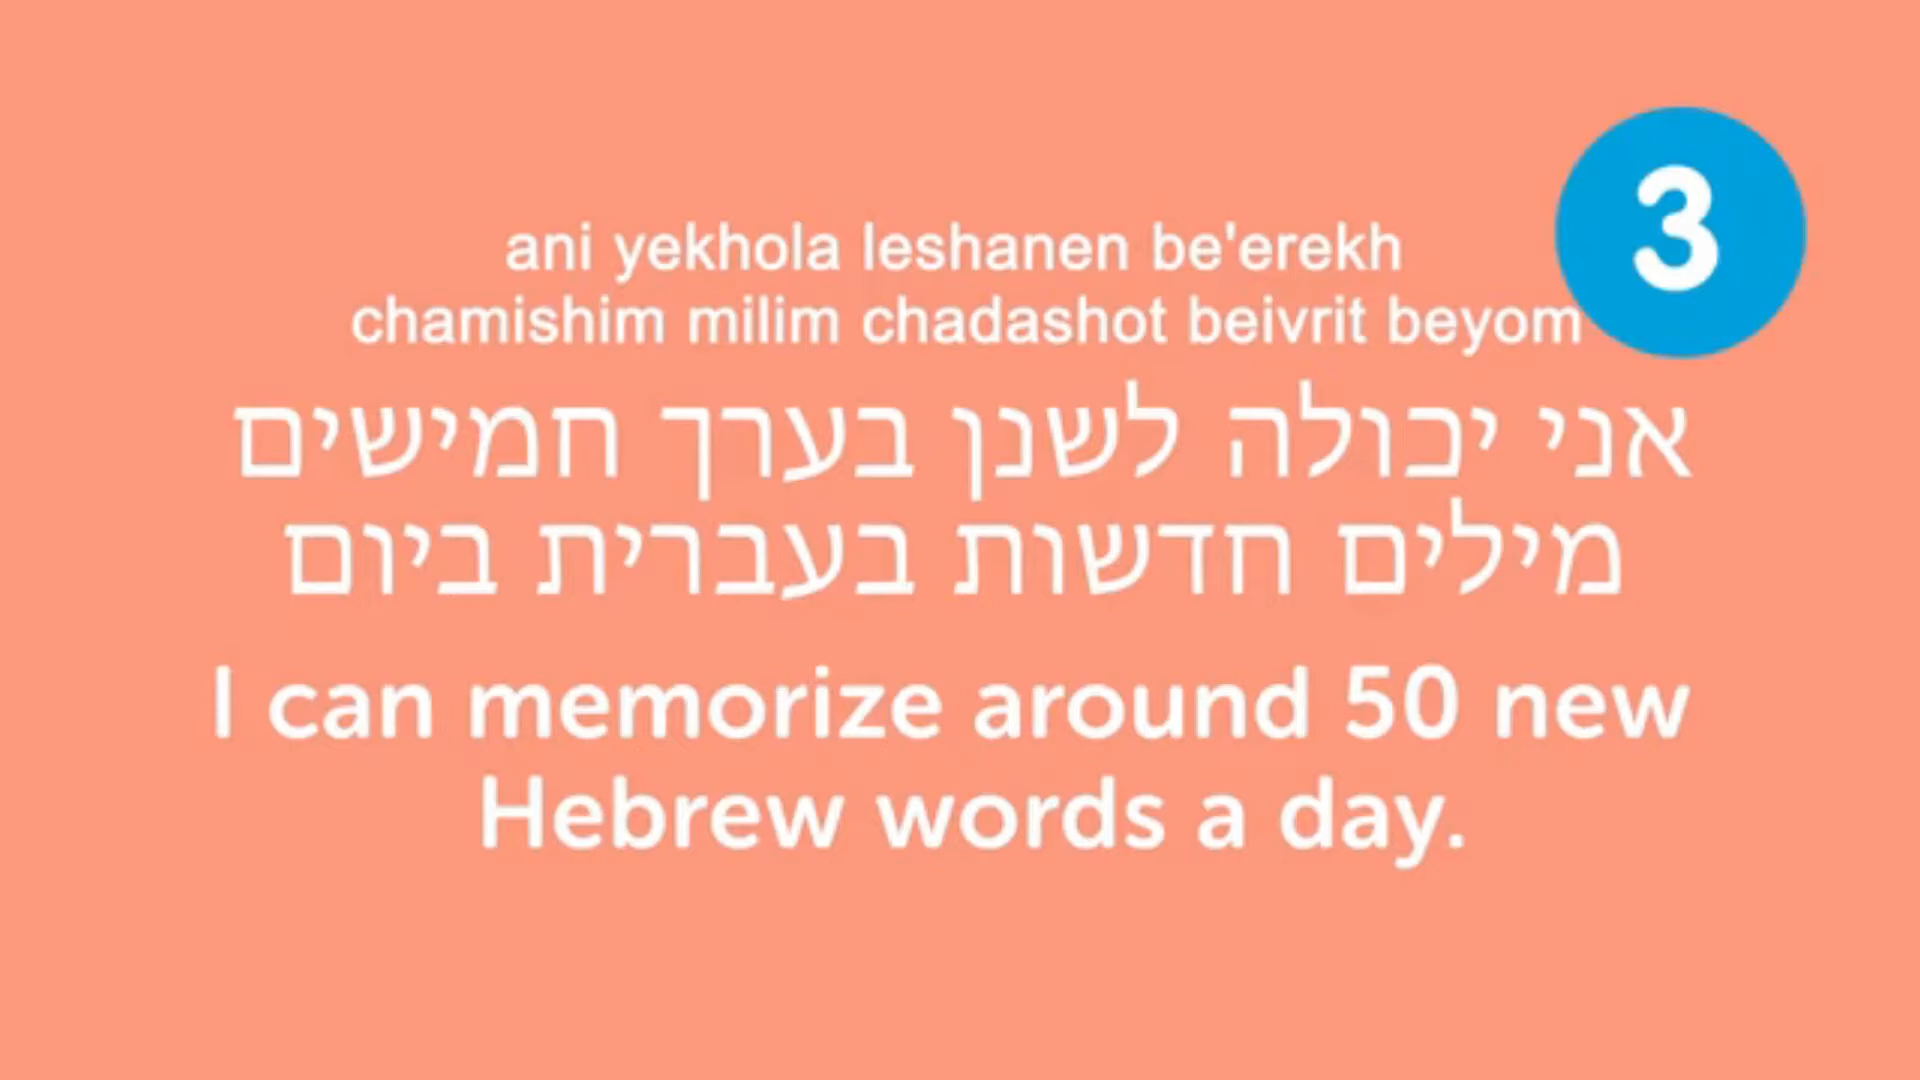 3
ani yekhola leshanen be'erekh
chamishim milim chadashot beivrit beyom
אני יכולה לשנן בערך חמישים
מילים חדשות בעברית ביום
I can memorize around 50 new
Hebrew words a day.